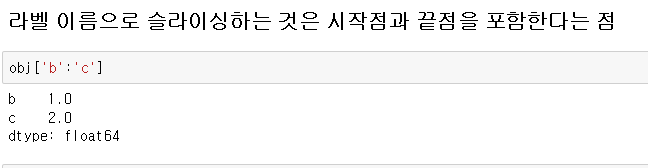 라벨 이름으로 슬라이싱하는 것은 시작점과 끝점을 포함한다는 점
obj['b':'c']
b    1.0
c    2.0
dtype: float64